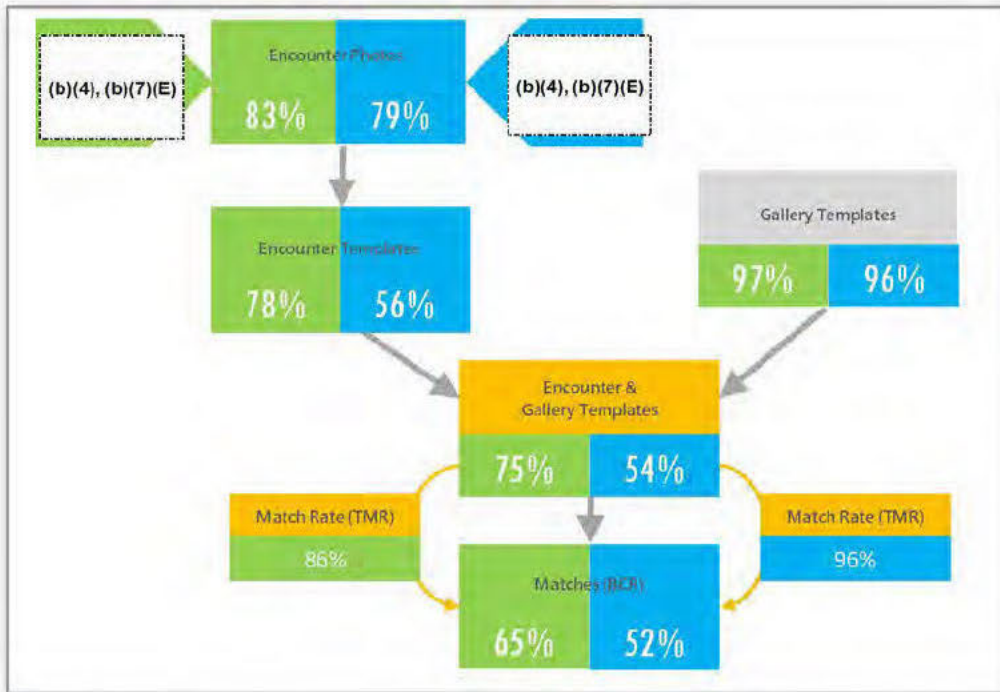 (b)(4), (b)(7)(E)
Encounter Photos
83% 79%
(b)(4), (b)(7)(E)
Encounter Templates
78% 56%
Gallery Templates
97% 96%
Encounter &
Gallery Templates
75% 54%
Match Rate (TMR)
86%
Match Rate (TMR)
96%
Matches (BCR)
65% 52%